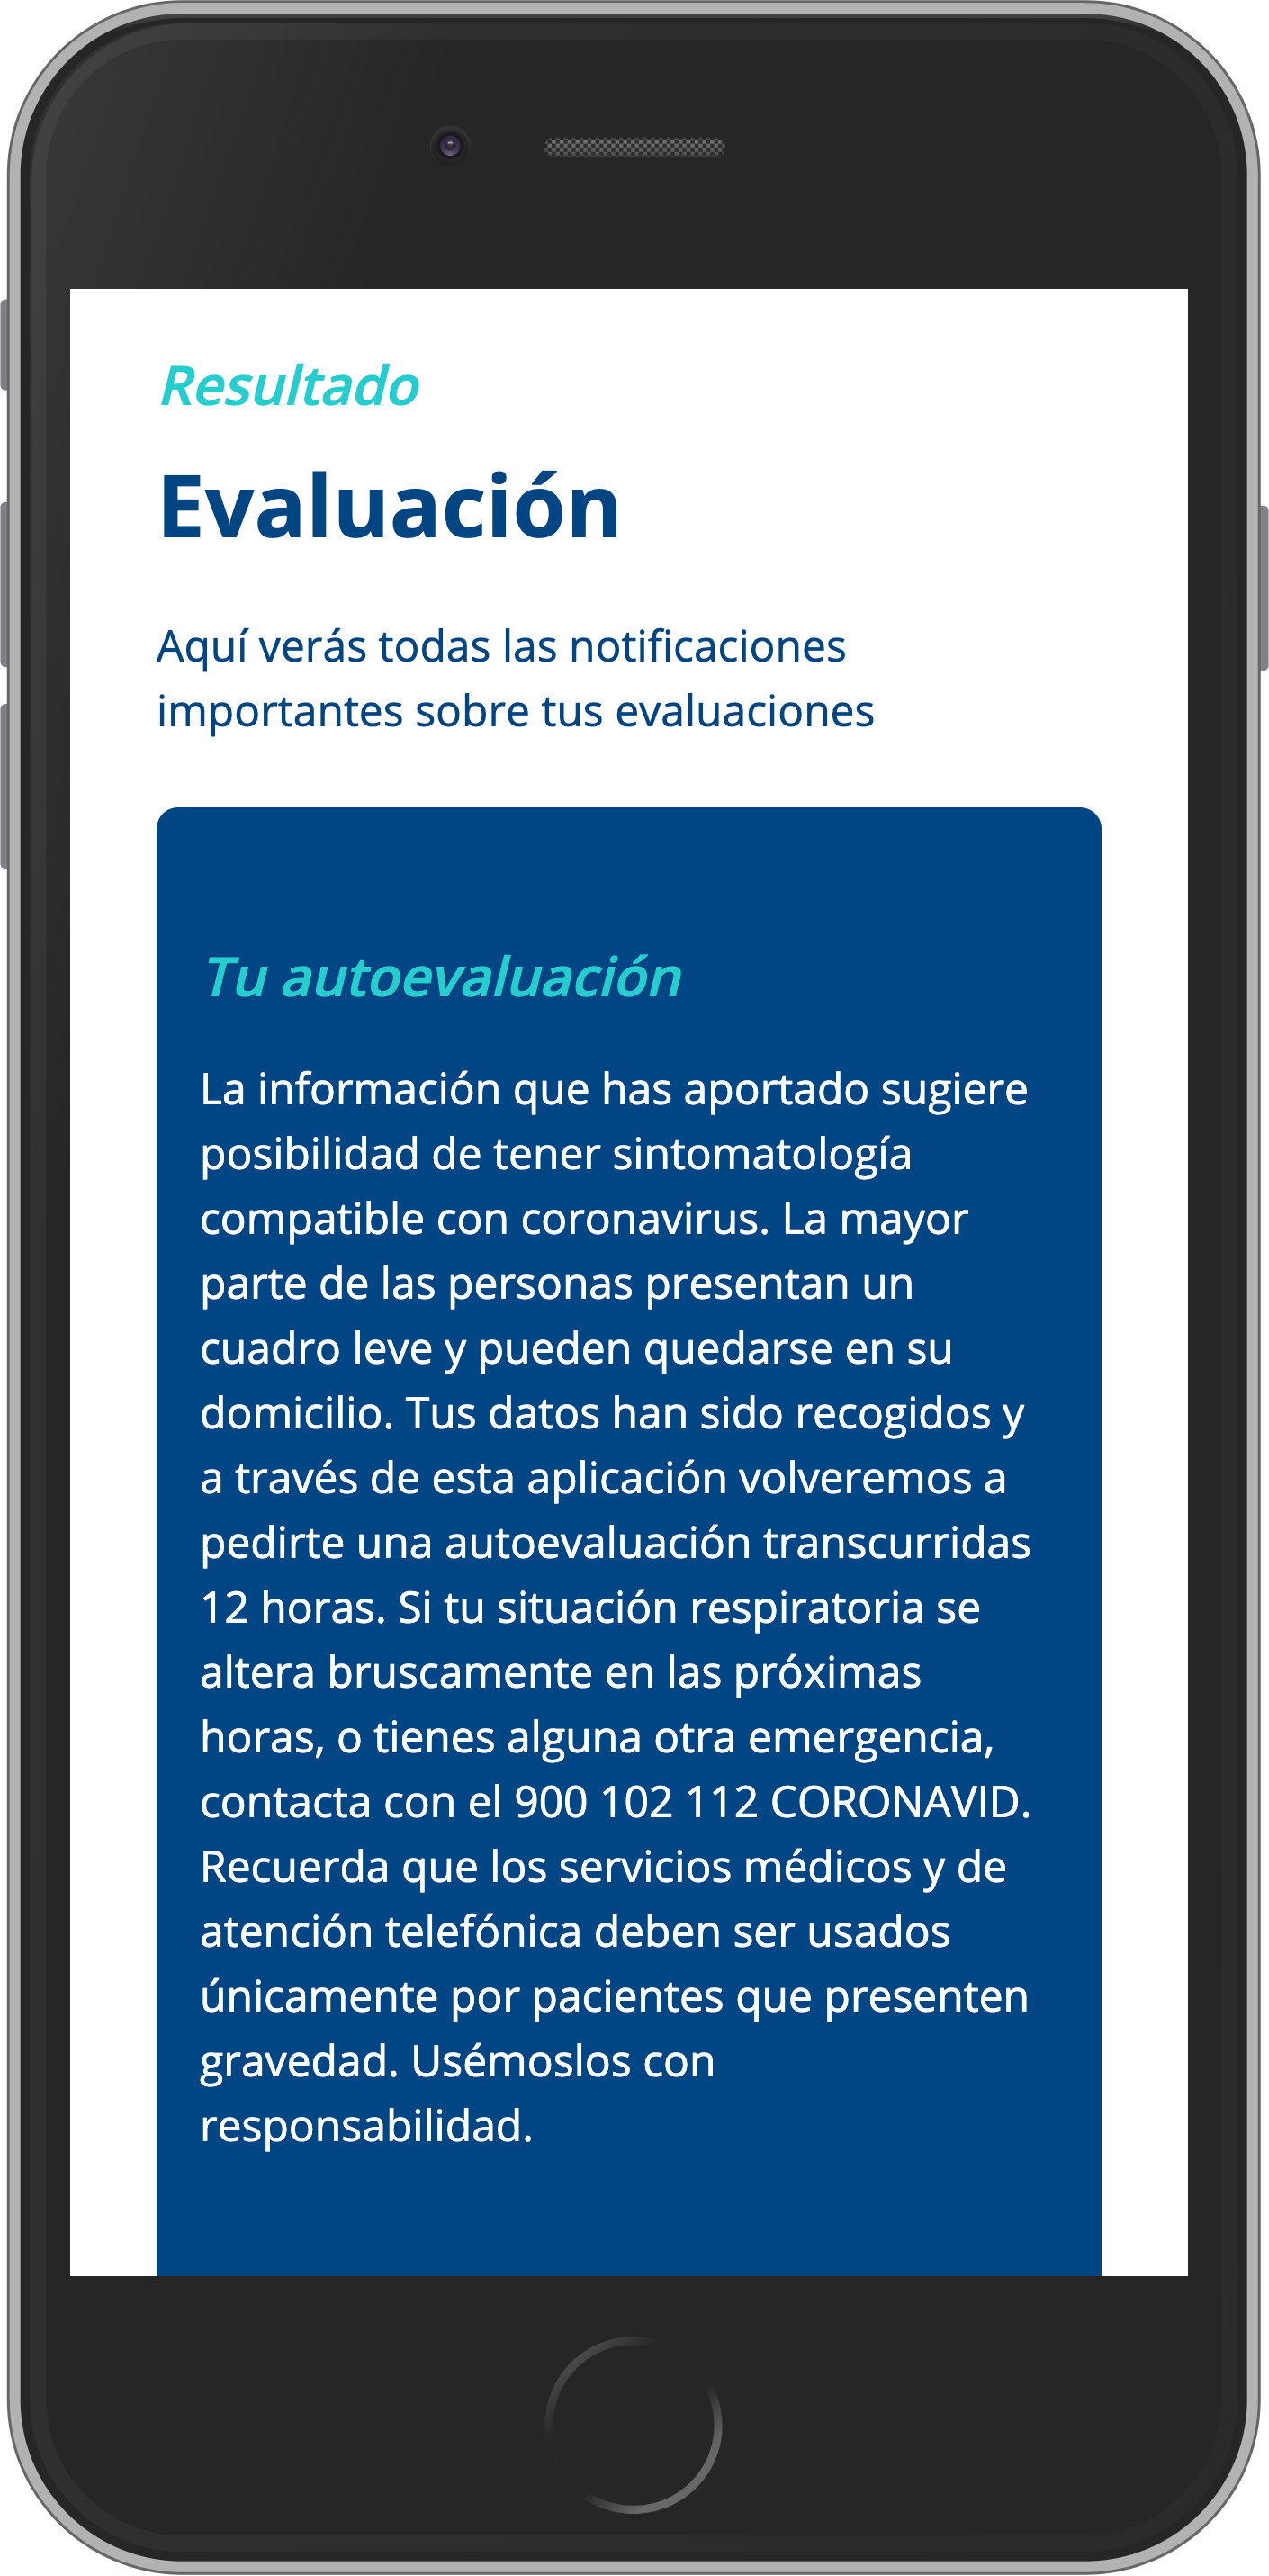 Resultado
Evaluación
Aquí verás todas las notificaciones
importantes sobre tus evaluaciones
Tu autoevaluación
La información que has aportado sugiere
posibilidad de tener sintomatología
compatible con coronavirus. La mayor
parte de las personas presentan un
cuadro leve y pueden quedarse en su
domicilio. Tus datos han sido recogidos y
a través de esta aplicación volveremos a
pedirte una autoevaluación transcurridas
12 horas. Si tu situación respiratoria se
altera bruscamente en las próximas
horas, o tienes alguna otra emergencia,
contacta con el 900 102 112 CORONAVID.
Recuerda que los servicios médicos y de
atención telefónica deben ser usados
únicamente por pacientes que presenten
gravedad. Usémoslos con
responsabilidad.